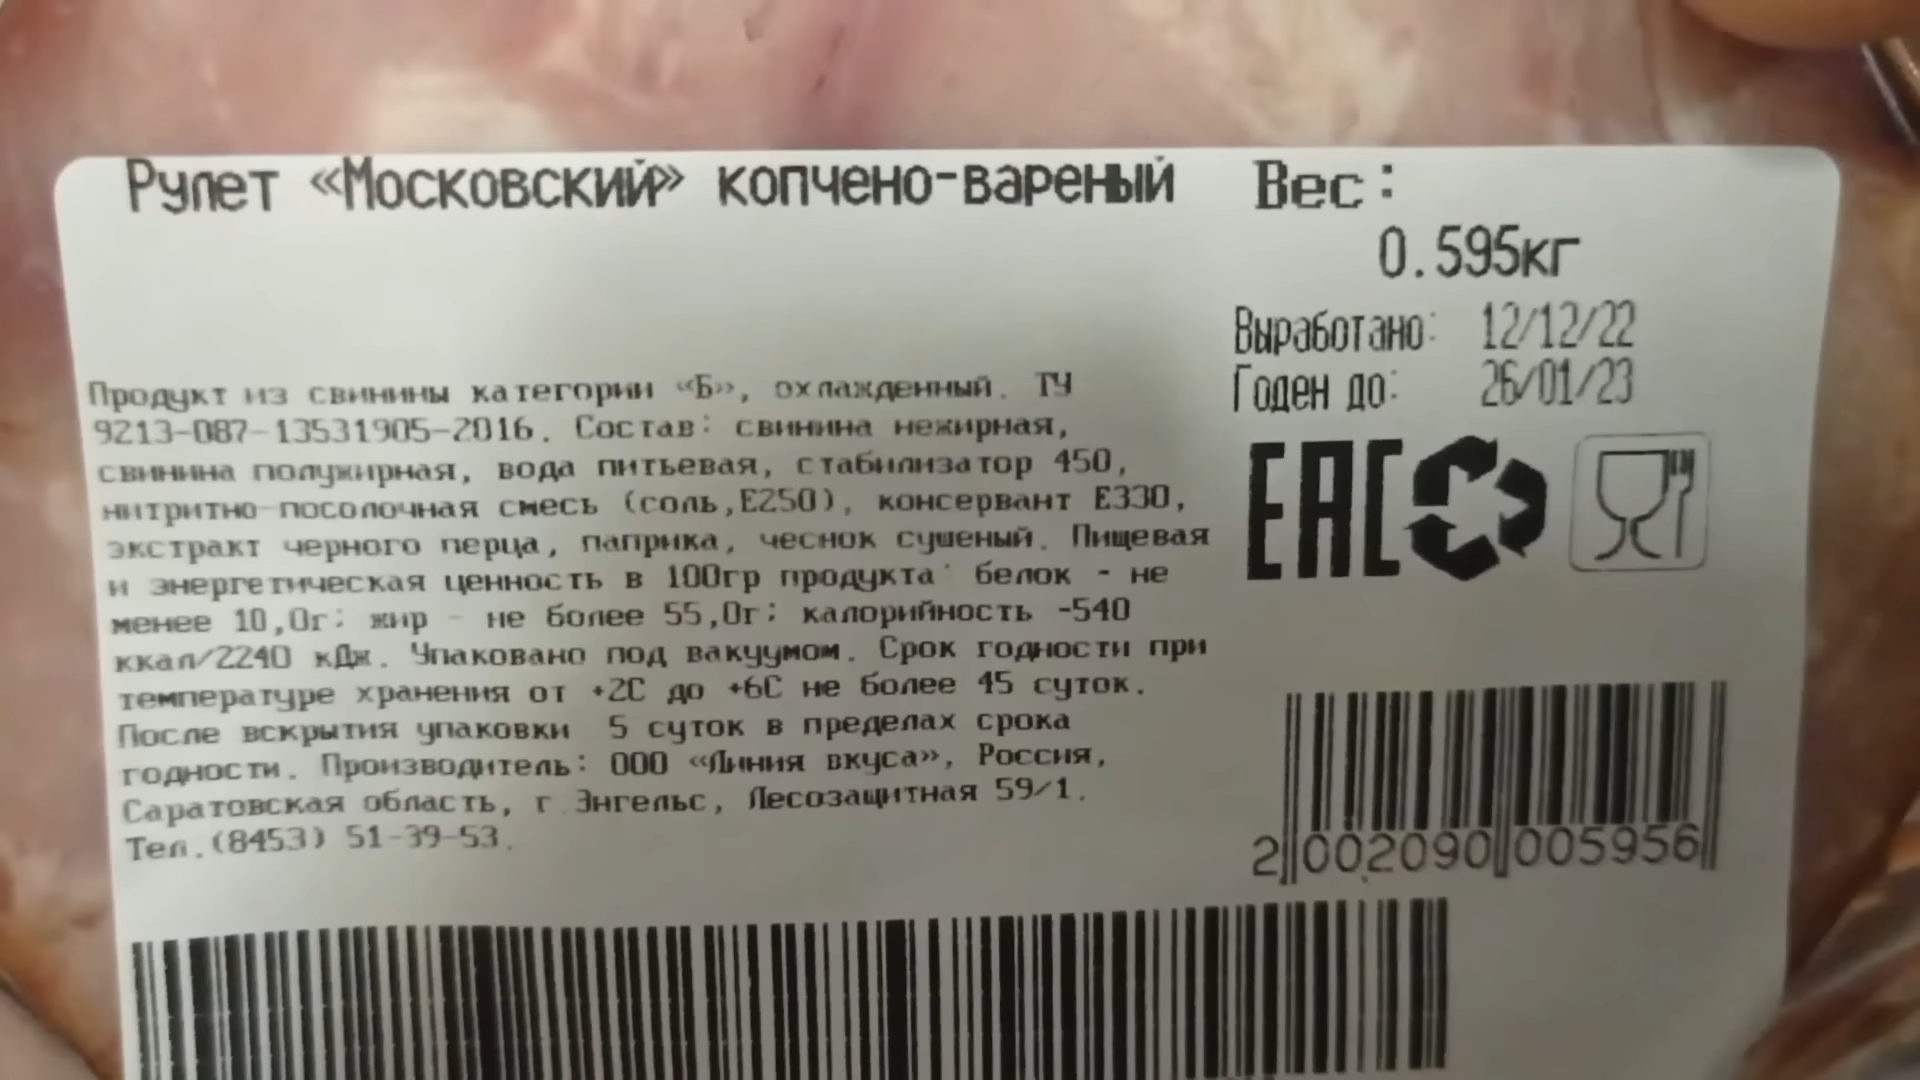 Рулет «Московский» копчено-вареный
Вес:
0.595кг
Выработано: 12/12/22
Годен до: 26/01/23
Продукт из свинины категории «Б», охлажденный. ТУ
9213-087-13531905-2016. Состав: свинина нежирная,
свинина полужирная, вода питьевая, стабилизатор 450,
нитритно-посолочная смесь (соль,Е250), консервант Е330,
экстракт черного перца, паприка, чеснок сушеный. Пищевая
и энергетическая ценность в 100гр продукта: белок - не
менее 10,0г; жир - не более 55,0г; калорийность -540
ккал/2240 кДж. Упаковано под вакуумом. Срок годности при
температуре хранения от +2С до +6С не более 45 суток.
После вскрытия упаковки 5 суток в пределах срока
годности. Производитель: ООО «Линия вкуса», Россия,
Саратовская область, г.Энгельс, Лесозащитная 59/1.
Тел.(8453) 51-39-53.
EAC
2 002090 005956